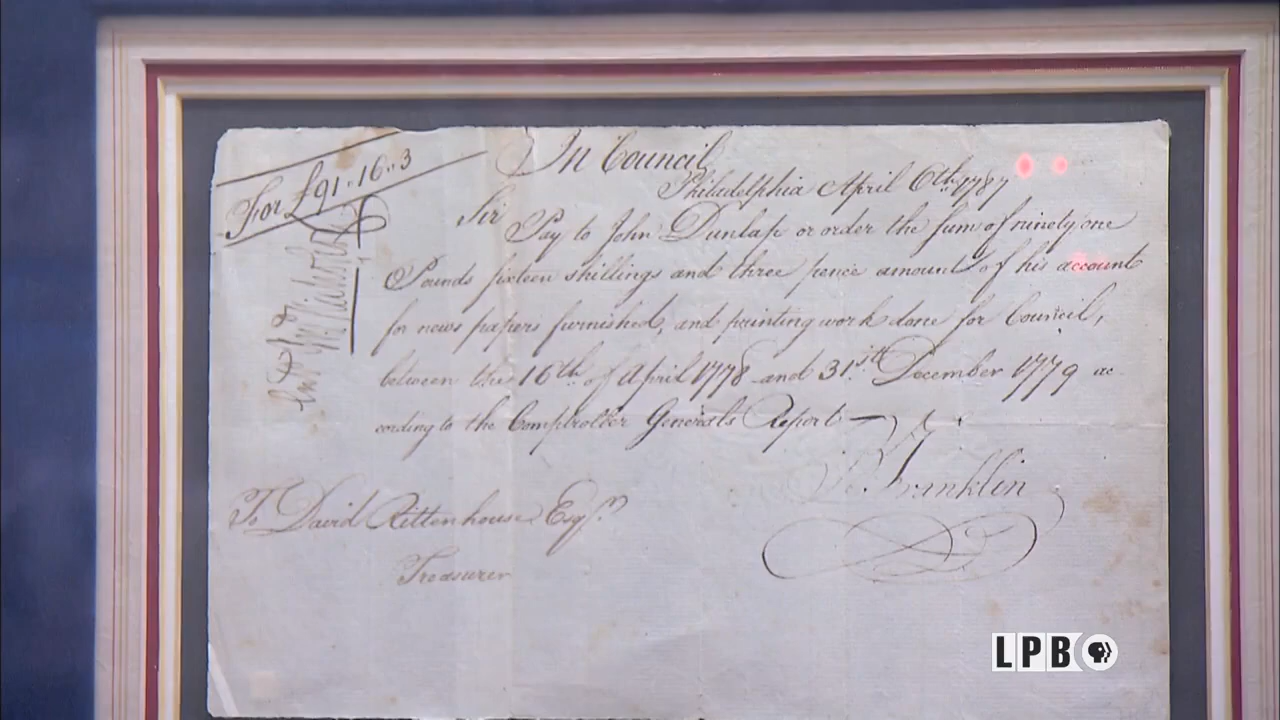 In Council
For £91..16..3
Philadelphia April 6th. 1787
Sir
Pay to John Dunlap or order the sum of ninety one
Pounds sixteen shillings and three pence amount of his account
for news papers furnished, and printing work done for Council,
between the 16th. of April 1778 and 31st. December 1779 ac-
cording to the Comptroller Generals Report
B. Franklin
To David Rittenhouse Esqr.
Treasurer
LPB